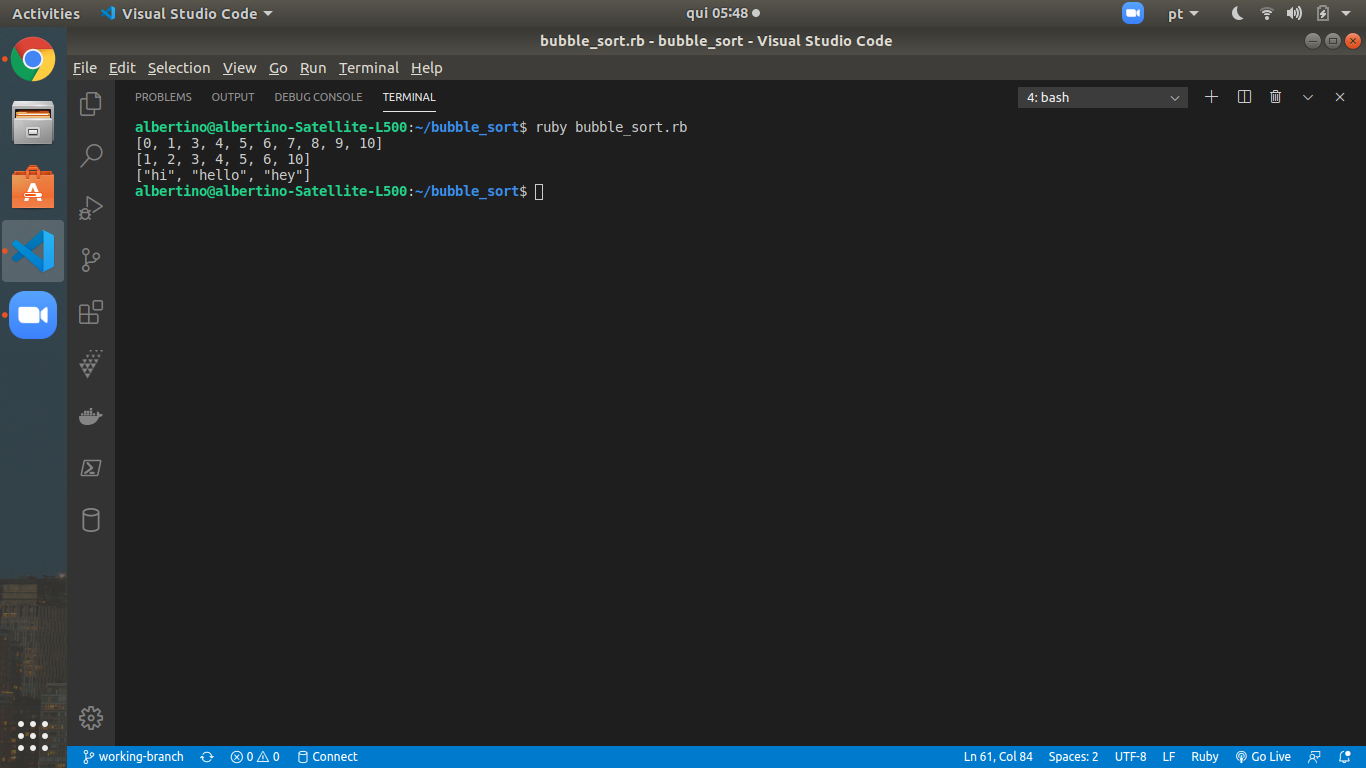 Activities Visual Studio Code qui 05:48 pt
bubble_sort.rb - bubble_sort - Visual Studio Code
File Edit Selection View Go Run Terminal Help
PROBLEMS OUTPUT DEBUG CONSOLE TERMINAL 4: bash
albertino@albertino-Satellite-L500:~/bubble_sort$ ruby bubble_sort.rb
[0, 1, 3, 4, 5, 6, 7, 8, 9, 10]
[1, 2, 3, 4, 5, 6, 10]
["hi", "hello", "hey"]
albertino@albertino-Satellite-L500:~/bubble_sort$
working-branch 0 0 Connect Ln 61, Col 84 Spaces: 2 UTF-8 LF Ruby Go Live